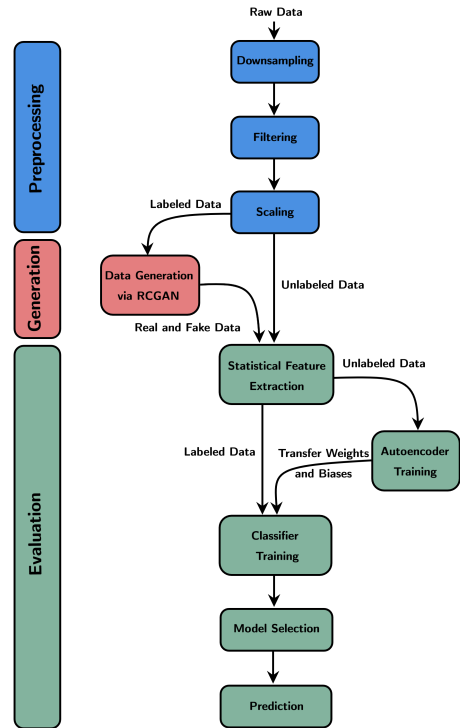 Raw Data
Downsampling
Preprocessing
Filtering
Labeled Data
Scaling
Generation
Data Generation
via RCGAN
Unlabeled Data
Real and Fake Data
Evaluation
Statistical Feature
Extraction
Unlabeled Data
Labeled Data
Transfer Weights
and Biases
Autoencoder
Training
Classifier
Training
Model Selection
Prediction